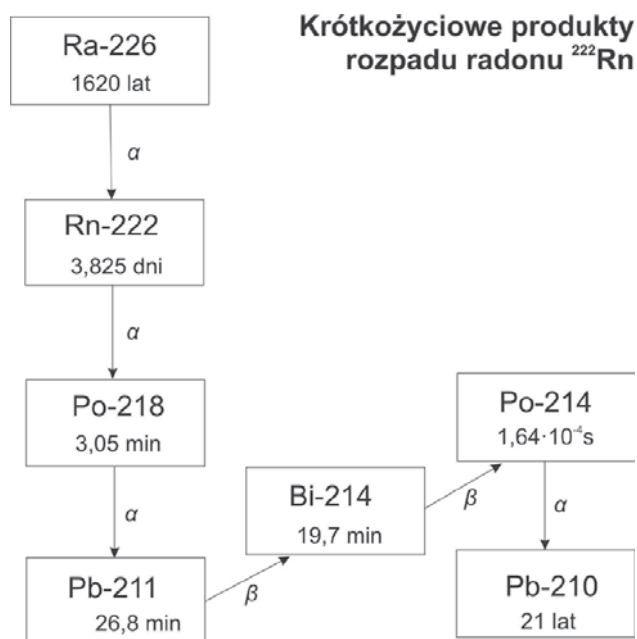 Krótkożyciowe produkty
rozpadu radonu ²²²Rn
Ra-226
1620 lat
α
Rn-222
3,825 dni
α
Po-218
3,05 min
α
Pb-211
26,8 min
β
Bi-214
19,7 min
β
Po-214
1,64·10⁻⁴s
α
Pb-210
21 lat